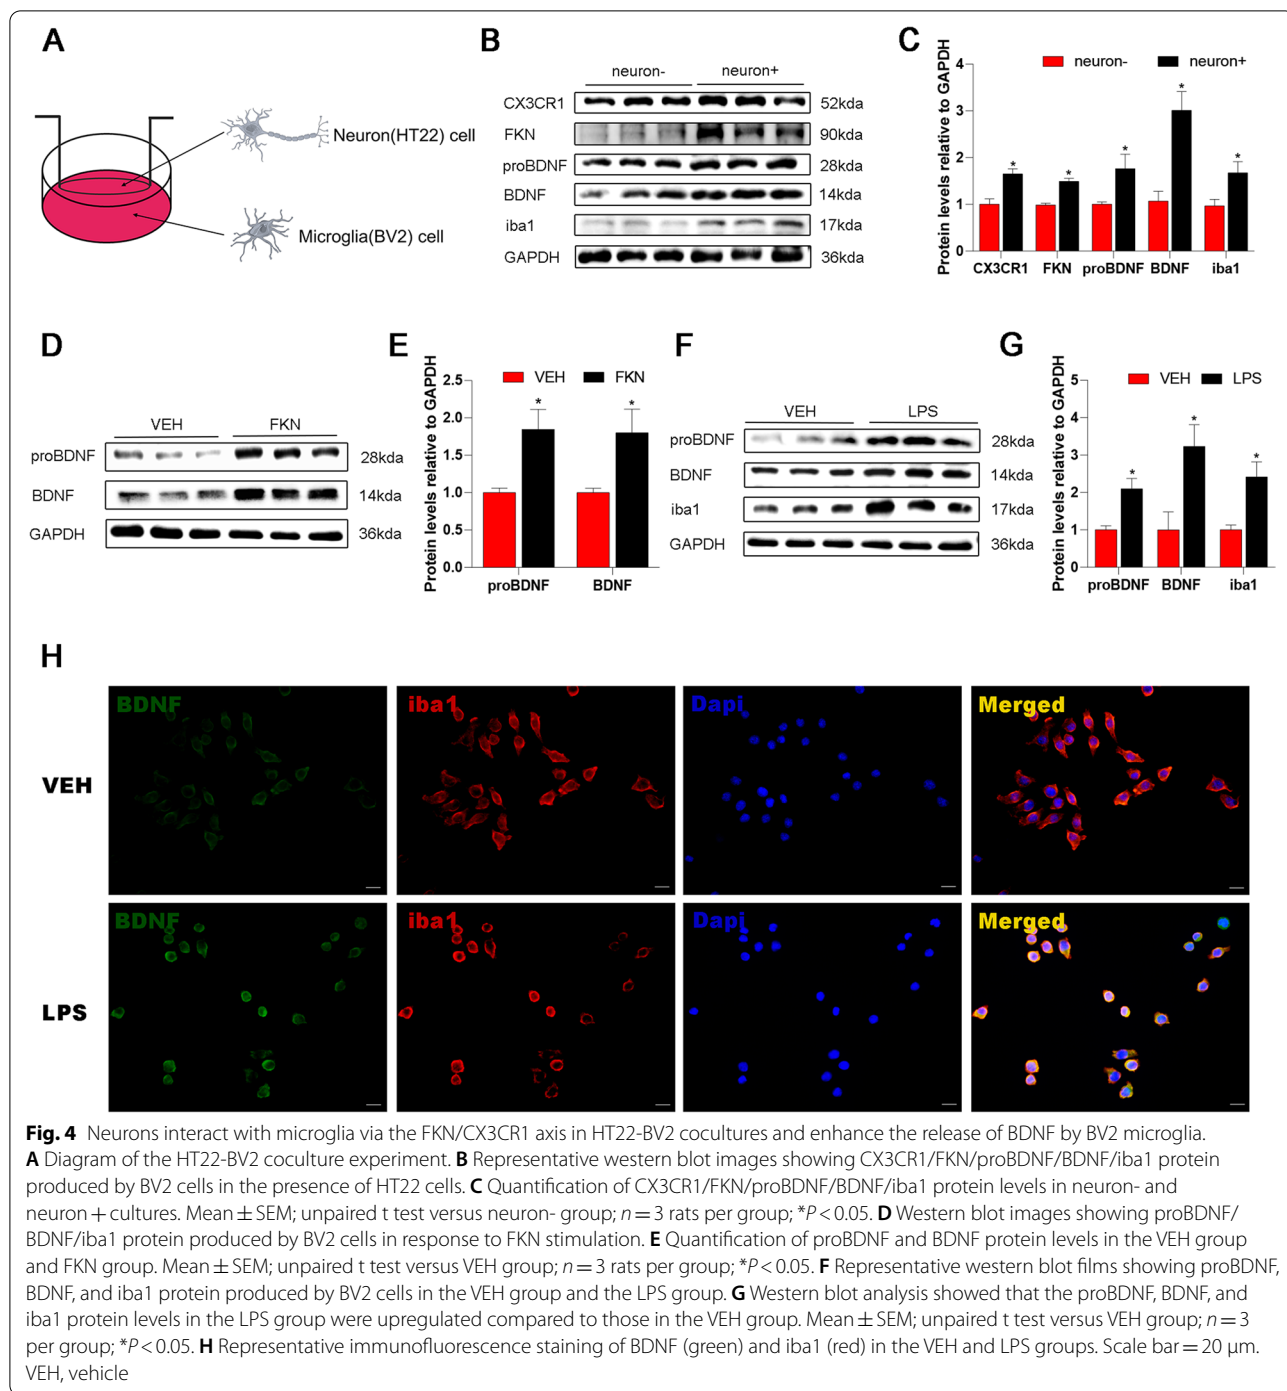 A
Neuron(HT22) cell
Microglia(BV2) cell
B
neuron- neuron+
CX3CR1 52kda
FKN 90kda
proBDNF 28kda
BDNF 14kda
iba1 17kda
GAPDH 36kda
C
neuron- neuron+
Protein levels relative to GAPDH
4
3
2
1
0
* * * * *
CX3CR1 FKN proBDNF BDNF iba1
D
VEH FKN
proBDNF 28kda
BDNF 14kda
GAPDH 36kda
E
VEH FKN
Protein levels relative to GAPDH
2.5
2.0
1.5
1.0
0.5
0.0
* *
proBDNF BDNF
F
VEH LPS
proBDNF 28kda
BDNF 14kda
iba1 17kda
GAPDH 36kda
G
VEH LPS
Protein levels relative to GAPDH
5
4
3
2
1
0
* * *
proBDNF BDNF iba1
H
BDNF iba1 Dapi Merged
VEH
BDNF iba1 Dapi Merged
LPS
Fig. 4 Neurons interact with microglia via the FKN/CX3CR1 axis in HT22-BV2 cocultures and enhance the release of BDNF by BV2 microglia.
A Diagram of the HT22-BV2 coculture experiment. B Representative western blot images showing CX3CR1/FKN/proBDNF/BDNF/iba1 protein
produced by BV2 cells in the presence of HT22 cells. C Quantification of CX3CR1/FKN/proBDNF/BDNF/iba1 protein levels in neuron- and
neuron + cultures. Mean ± SEM; unpaired t test versus neuron- group; n = 3 rats per group; *P < 0.05. D Western blot images showing proBDNF/
BDNF/iba1 protein produced by BV2 cells in response to FKN stimulation. E Quantification of proBDNF and BDNF protein levels in the VEH group
and FKN group. Mean ± SEM; unpaired t test versus VEH group; n = 3 rats per group; *P < 0.05. F Representative western blot films showing proBDNF,
BDNF, and iba1 protein produced by BV2 cells in the VEH group and the LPS group. G Western blot analysis showed that the proBDNF, BDNF, and
iba1 protein levels in the LPS group were upregulated compared to those in the VEH group. Mean ± SEM; unpaired t test versus VEH group; n = 3
per group; *P < 0.05. H Representative immunofluorescence staining of BDNF (green) and iba1 (red) in the VEH and LPS groups. Scale bar = 20 μm.
VEH, vehicle